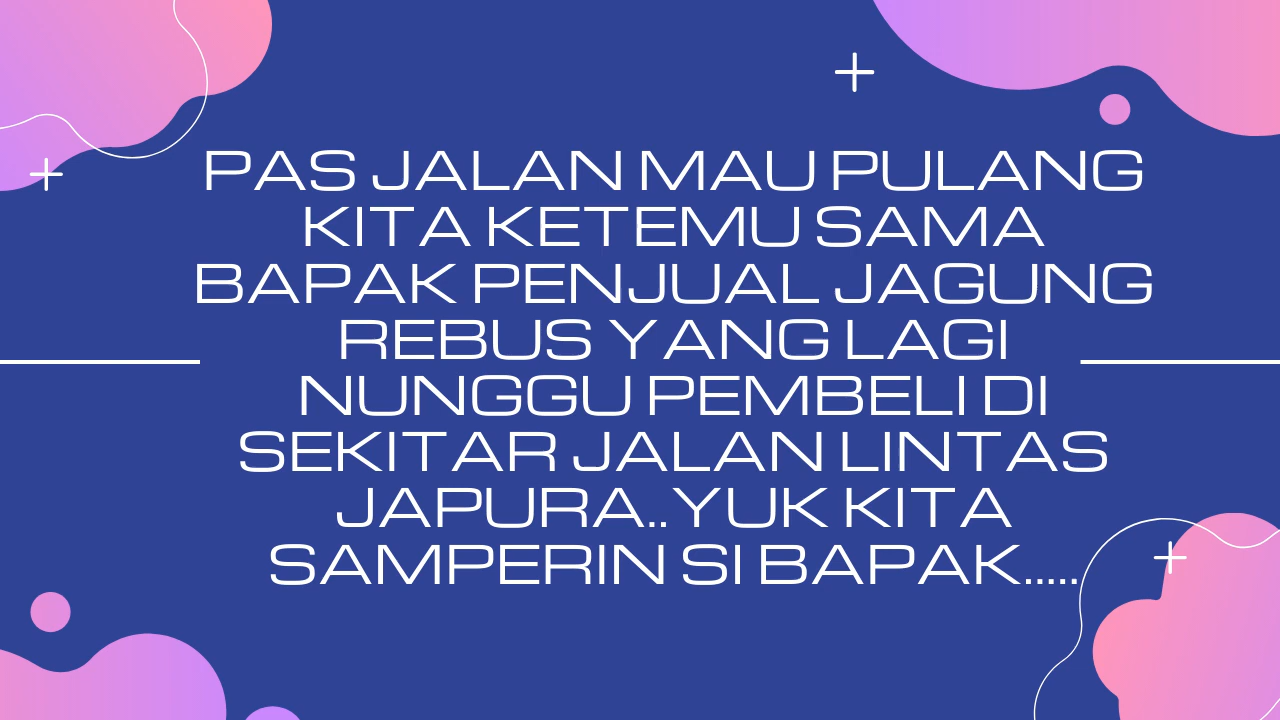 PAS JALAN MAU PULANG
KITA KETEMU SAMA
BAPAK PENJUAL JAGUNG
REBUS YANG LAGI
NUNGGU PEMBELI DI
SEKITAR JALAN LINTAS
JAPURA..YUK KITA
SAMPERIN SI BAPAK.....